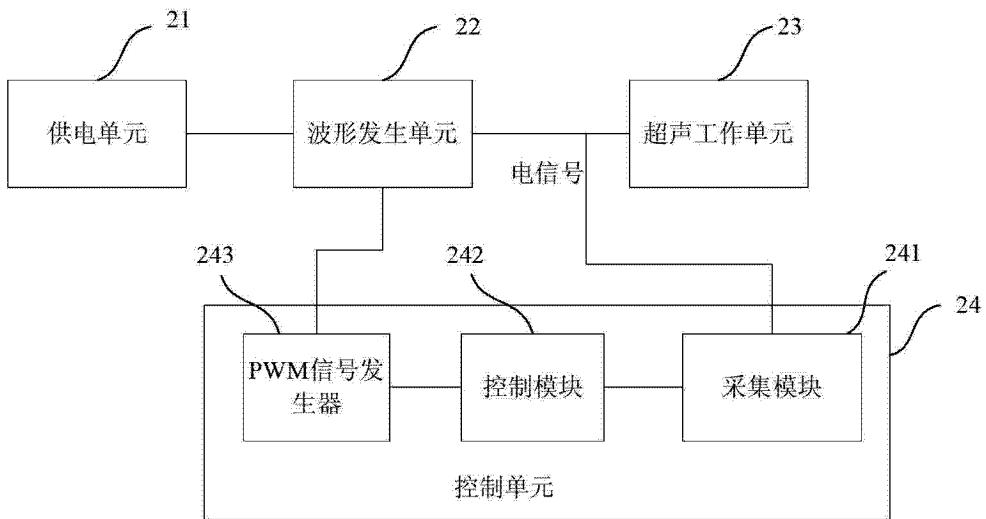 21
22
23
供电单元
波形发生单元
超声工作单元
电信号
243
242
241
24
PWM信号发
生器
控制模块
采集模块
控制单元